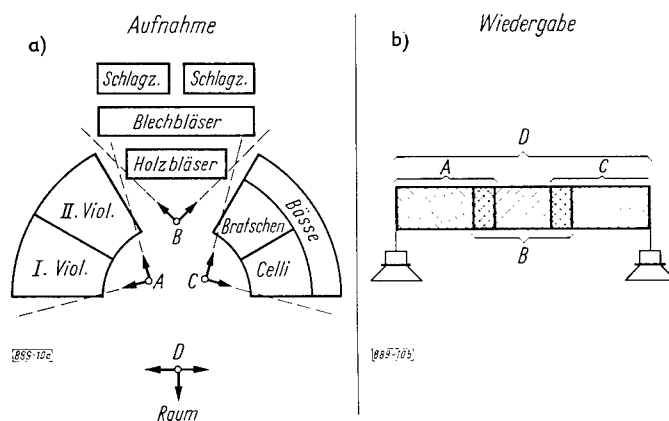 Aufnahme
a)
Schlagz. Schlagz.
Blechbläser
Holzbläser
II. Viol.
I. Viol.
Bratschen
Bässe
Celli
A
B
C
D
Raum
Wiedergabe
b)
D
A
C
B